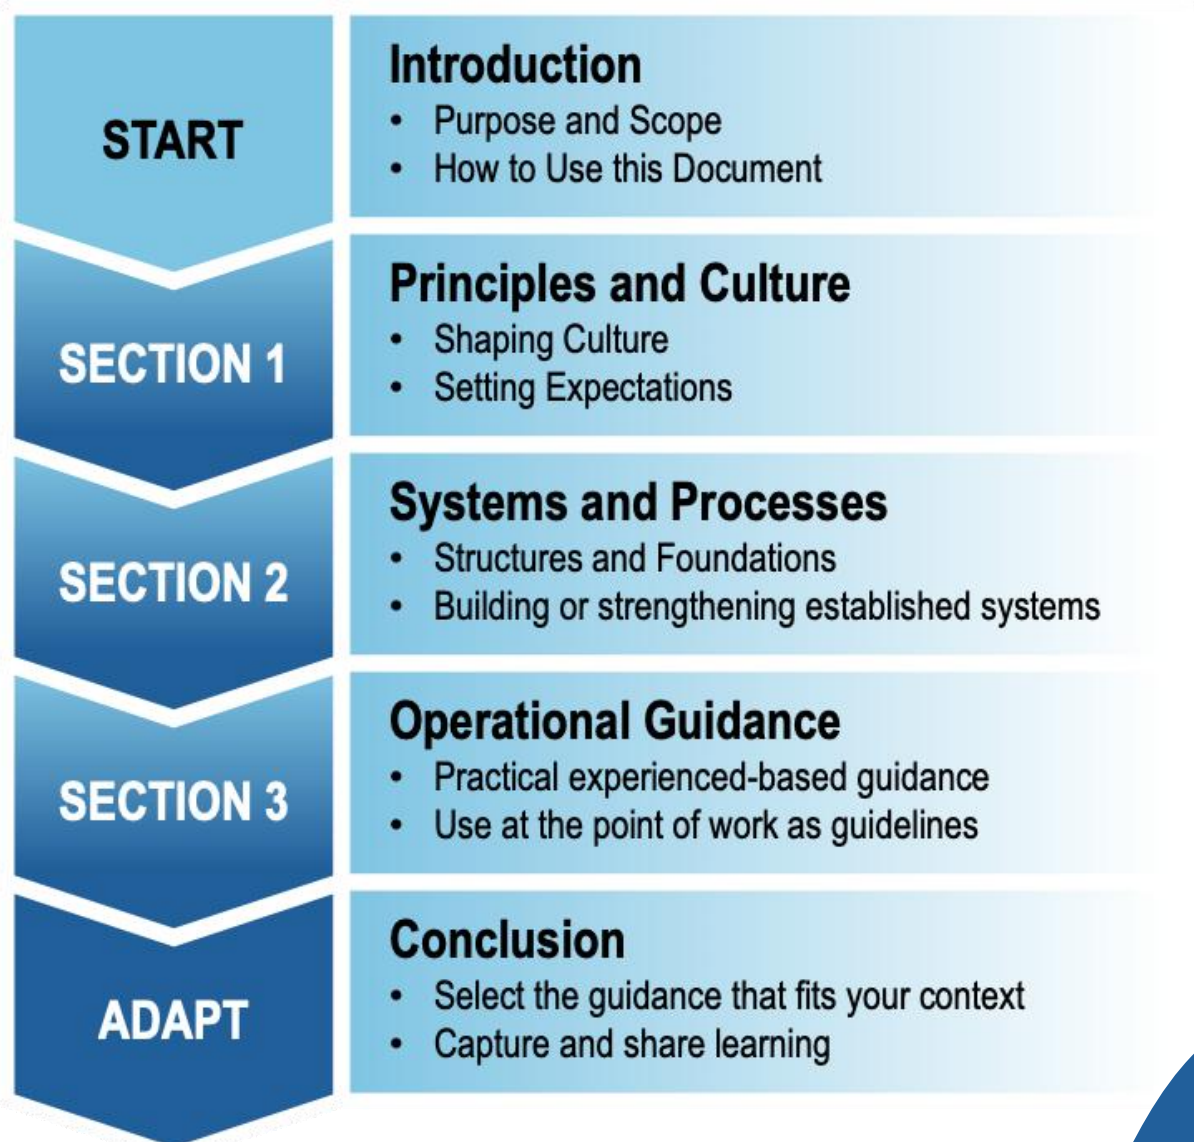 START
Introduction
• Purpose and Scope
• How to Use this Document
SECTION 1
Principles and Culture
• Shaping Culture
• Setting Expectations
SECTION 2
Systems and Processes
• Structures and Foundations
• Building or strengthening established systems
SECTION 3
Operational Guidance
• Practical experienced-based guidance
• Use at the point of work as guidelines
ADAPT
Conclusion
• Select the guidance that fits your context
• Capture and share learning